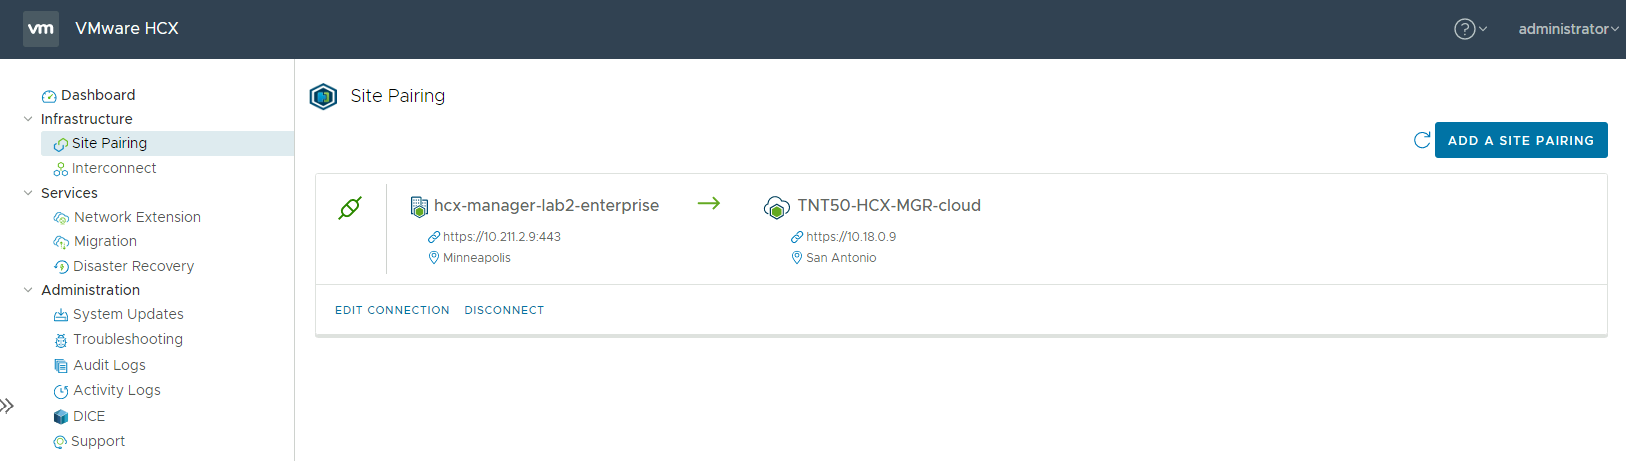 vm VMware HCX
? administrator
Dashboard
Infrastructure
Site Pairing
Interconnect
Services
Network Extension
Migration
Disaster Recovery
Administration
System Updates
Troubleshooting
Audit Logs
Activity Logs
DICE
Support
Site Pairing
ADD A SITE PAIRING
hcx-manager-lab2-enterprise
https://10.211.2.9:443
Minneapolis
TNT50-HCX-MGR-cloud
https://10.18.0.9
San Antonio
EDIT CONNECTION DISCONNECT